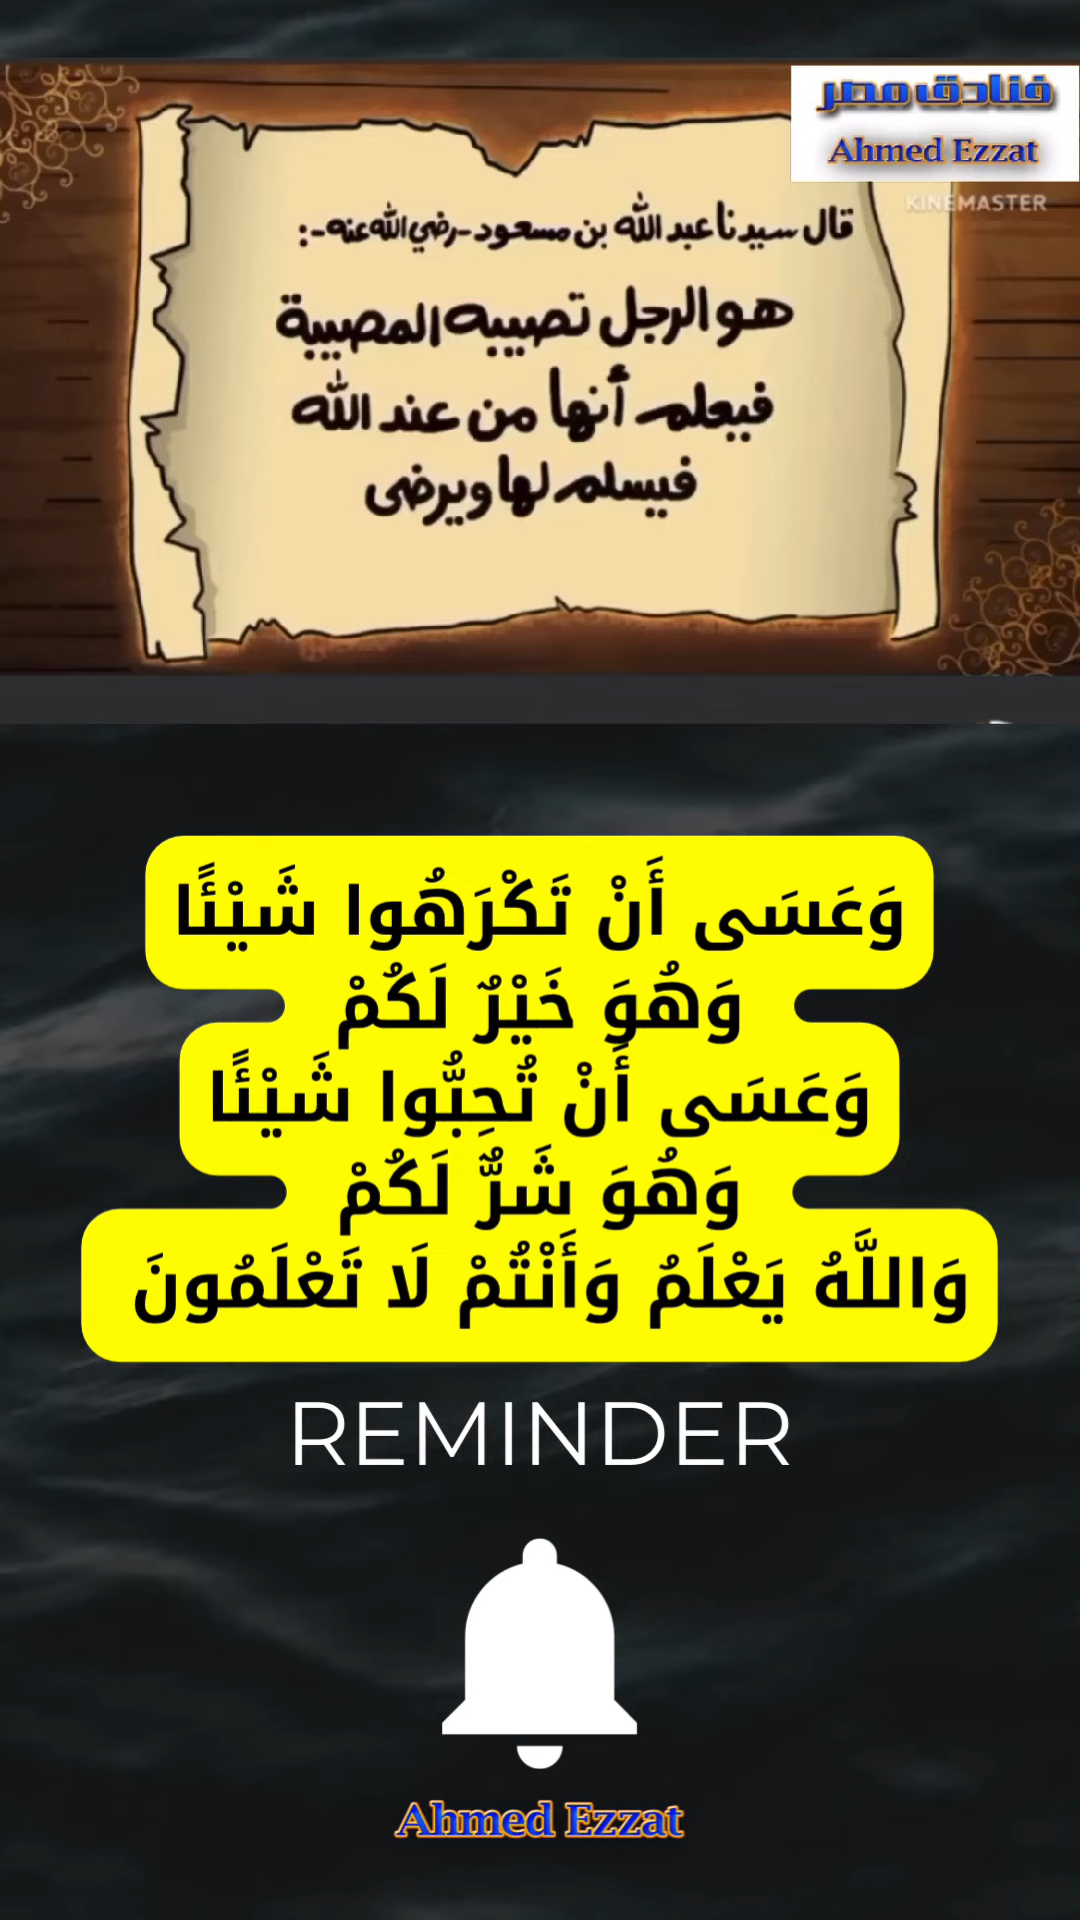 فنادق مصر
Ahmed Ezzat
KINEMASTER
قال سيدنا عبد الله بن مسعود -رضي الله عنه-:
هو الرجل تصيبه المصيبة
فيعلم أنها من عند الله
فيسلم لها ويرضى
وَعَسَى أَنْ تَكْرَهُوا شَيْئًا
وَهُوَ خَيْرٌ لَكُمْ
وَعَسَى أَنْ تُحِبُّوا شَيْئًا
وَهُوَ شَرٌّ لَكُمْ
وَاللَّهُ يَعْلَمُ وَأَنْتُمْ لَا تَعْلَمُونَ
REMINDER
Ahmed Ezzat